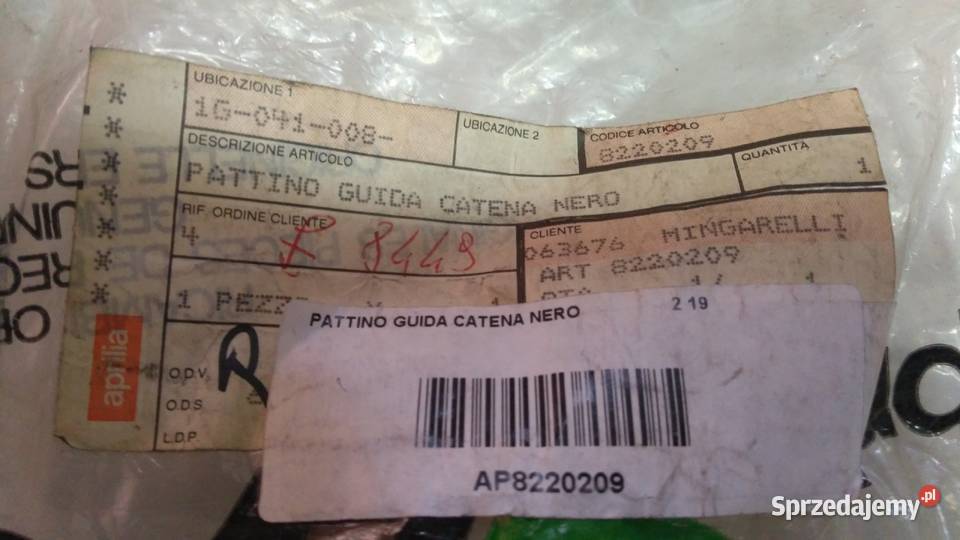 UBICAZIONE 1
1G-041-008-
UBICAZIONE 2
CODICE ARTICOLO
8220209
DESCRIZIONE ARTICOLO
PATTINO GUIDA CATENA NERO
QUANTITÀ
1
RIF. ORDINE CLIENTE
4
8449
CLIENTE
063676 MINGARELLI
ART 8220209
1 PEZZ
aprilia
O.D.V.
R
O.D.S
L.D.P.
PATTINO GUIDA CATENA NERO 2 19
AP8220209
Sprzedajemy.pl